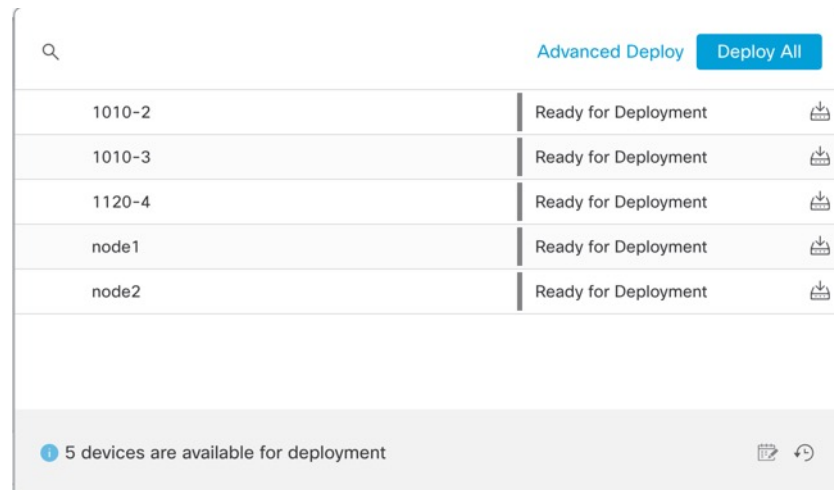 Advanced Deploy Deploy All
1010-2 Ready for Deployment
1010-3 Ready for Deployment
1120-4 Ready for Deployment
node1 Ready for Deployment
node2 Ready for Deployment
5 devices are available for deployment